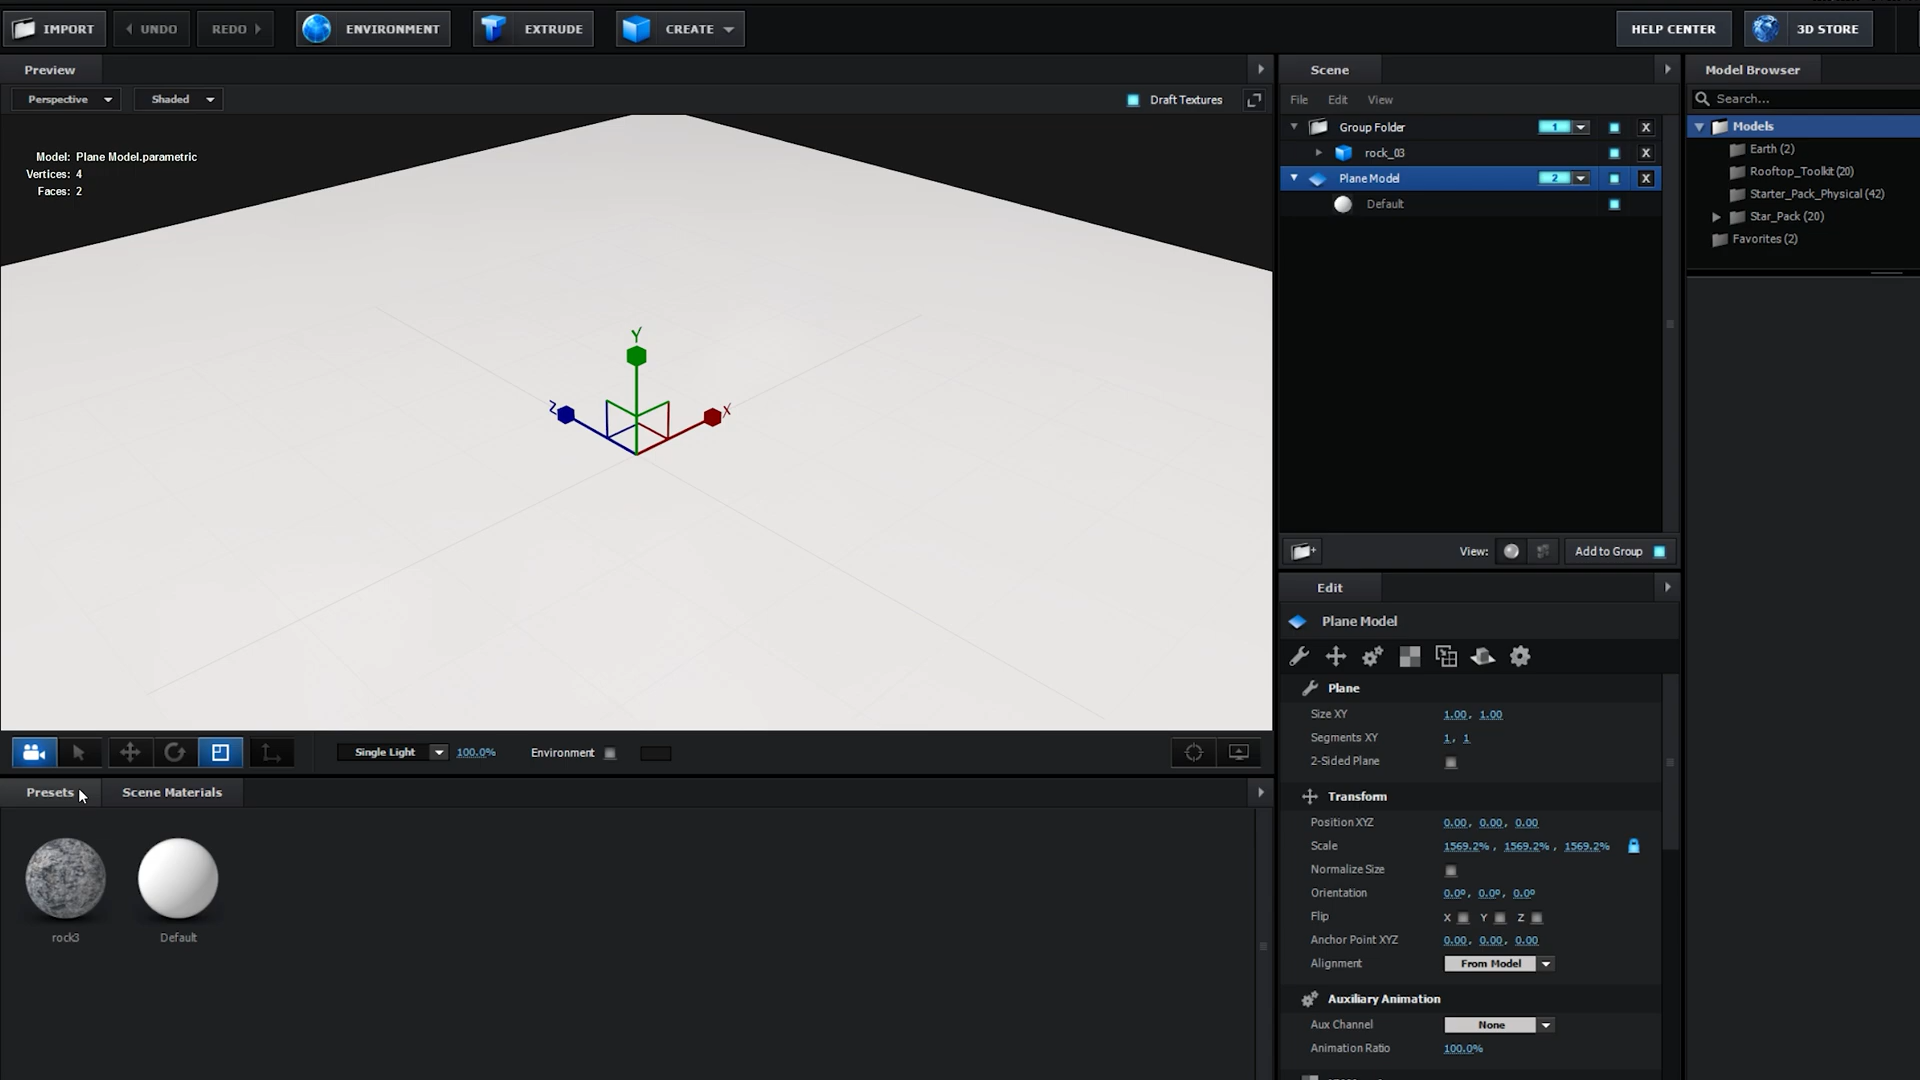 IMPORT
UNDO
REDO
ENVIRONMENT
EXTRUDE
CREATE
HELP CENTER
3D STORE
Preview
Scene
Model Browser
Perspective
Shaded
Draft Textures
File Edit View
Search...
Model: Plane Model.parametric
Vertices: 4
Faces: 2
Group Folder 1 X
rock_03 X
Plane Model 2 X
Default
Models
Earth (2)
Rooftop_Toolkit (20)
Starter_Pack_Physical (42)
Star_Pack (20)
Favorites (2)
Y
Z
X
View:
Add to Group
Edit
Plane Model
Plane
Size XY 1.00, 1.00
Segments XY 1, 1
2-Sided Plane
Transform
Position XYZ 0.00, 0.00, 0.00
Scale 1569.2%, 1569.2%, 1569.2%
Normalize Size
Orientation 0.0º, 0.0º, 0.0º
Flip X Y Z
Anchor Point XYZ 0.00, 0.00, 0.00
Alignment From Model
Auxiliary Animation
Aux Channel None
Animation Ratio 100.0%
Single Light 100.0% Environment
Presets
Scene Materials
rock3
Default